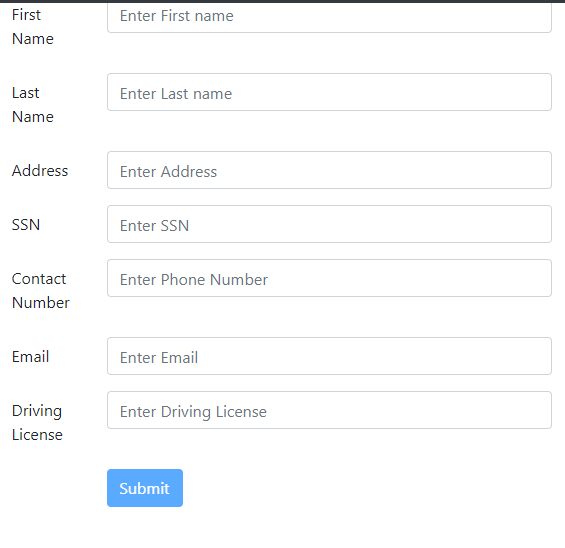 First
Name
Enter First name
Last
Name
Enter Last name
Address
Enter Address
SSN
Enter SSN
Contact
Number
Enter Phone Number
Email
Enter Email
Driving
License
Enter Driving License
Submit